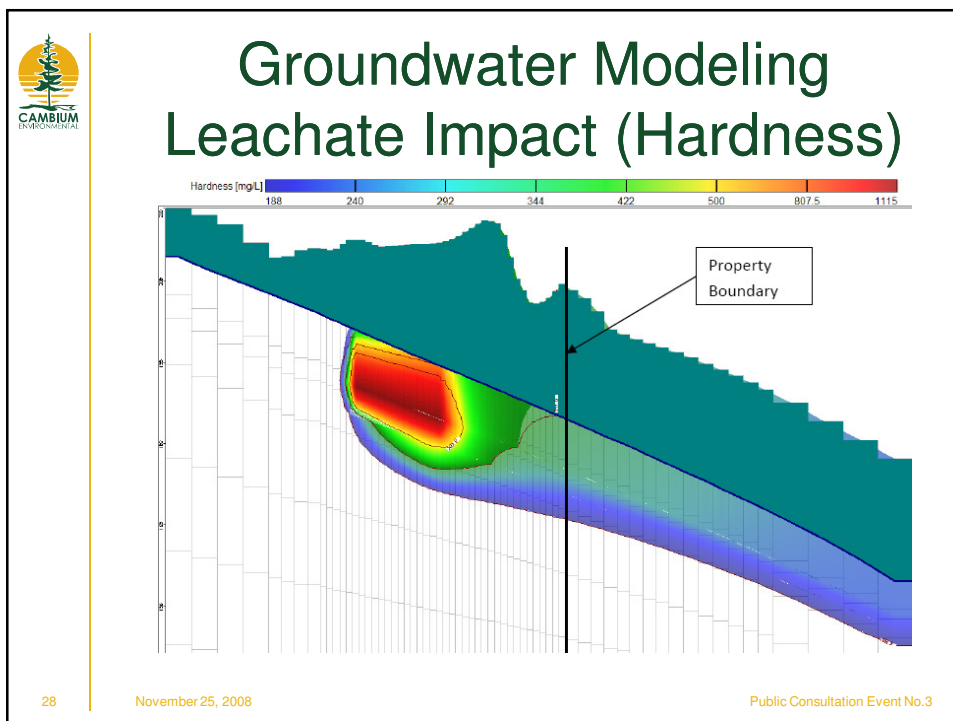 CAMBIUM
ENVIRONMENTAL
Groundwater Modeling
Leachate Impact (Hardness)
Hardness [mg/L]
188 240 292 344 422 500 807.5 1115
Property
Boundary
28 November 25, 2008 Public Consultation Event No.3